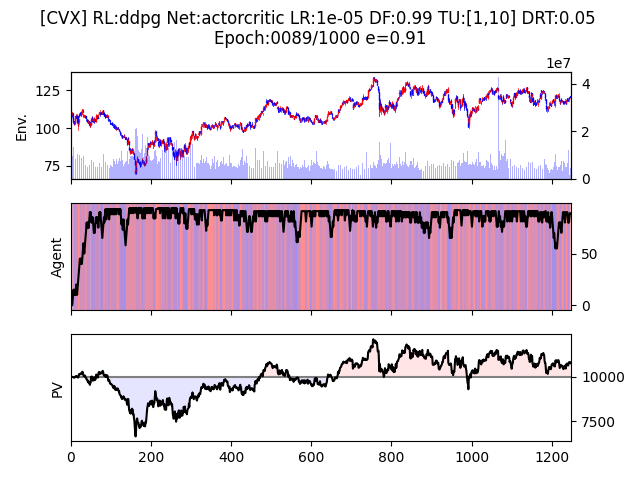 [CVX] RL:ddpg Net:actorcritic LR:1e-05 DF:0.99 TU:[1,10] DRT:0.05
Epoch:0089/1000 e=0.91
1e7
125
100
75
Env.
4
2
0
Agent
50
0
PV
10000
7500
0 200 400 600 800 1000 1200